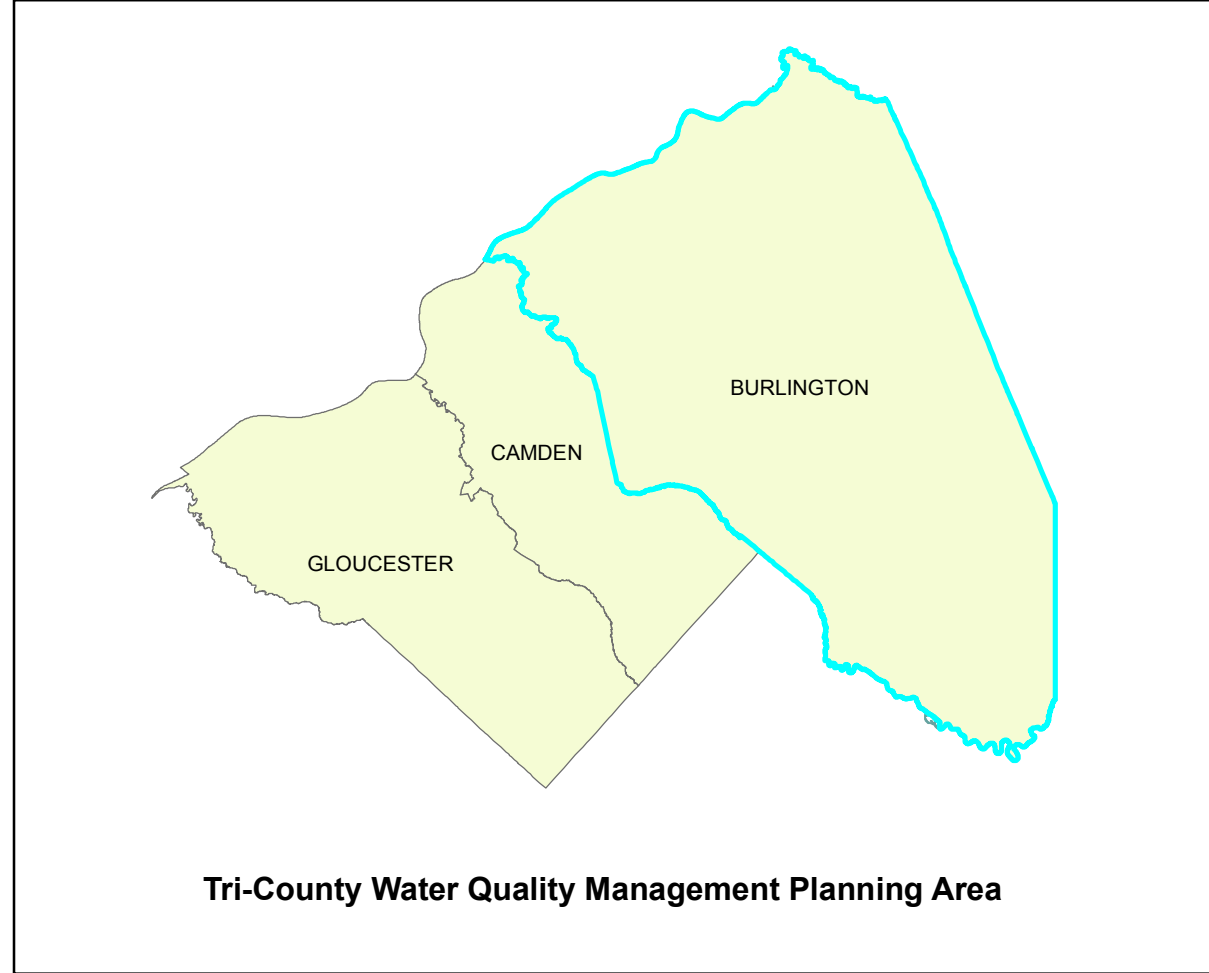 BURLINGTON
CAMDEN
GLOUCESTER
Tri-County Water Quality Management Planning Area